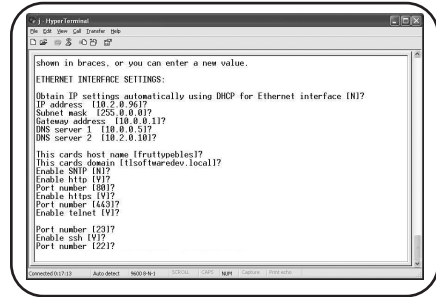 j - HyperTerminal
File Edit View Call Transfer Help
shown in braces, or you can enter a new value.
ETHERNET INTERFACE SETTINGS:
Obtain IP settings automatically using DHCP for Ethernet interface [N]?
IP address [10.2.0.96]?
Subnet mask [255.0.0.0]?
Gateway address [10.0.0.1]?
DNS server 1 [10.0.0.5]?
DNS server 2 [10.2.0.10]?
This cards host name [fruttypebles]?
This cards domain [tlsoftwaredev.local]?
Enable SNTP [N]?
Enable http [Y]?
Port number [80]?
Enable https [Y]?
Port number [443]?
Enable telnet [Y]?
Port number [23]?
Enable ssh [Y]?
Port number [22]?
Connected 0:17:13 Auto detect 9600 8-N-1 SCROLL CAPS NUM Capture Print echo